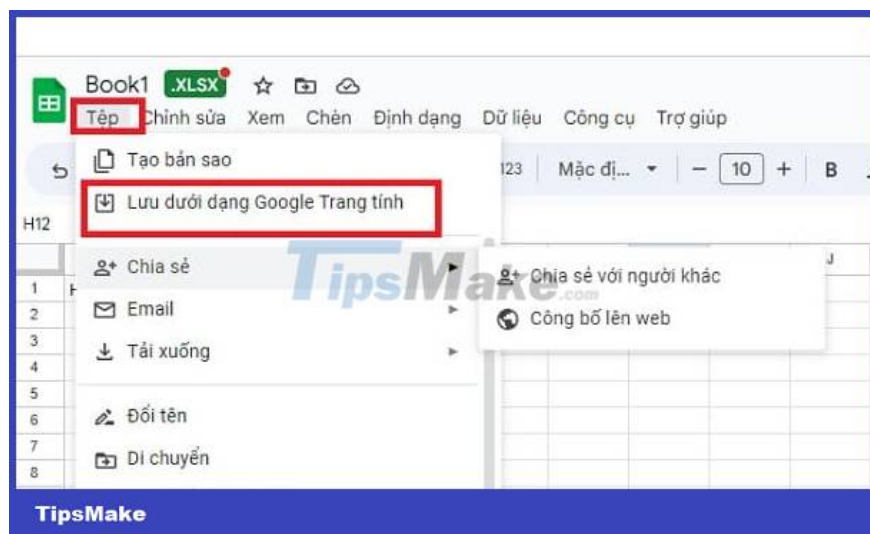 Book1 .XLSX
Tệp Chỉnh sửa Xem Chèn Định dạng Dữ liệu Công cụ Trợ giúp
Tạo bản sao
123 Mặc đị... − 10 + B
Lưu dưới dạng Google Trang tính
H12
Chia sẻ
J
TipsMake.com
Chia sẻ với người khác
1
Email
2
Công bố lên web
3
Tải xuống
4
5
Đổi tên
6
7
Di chuyển
8
TipsMake